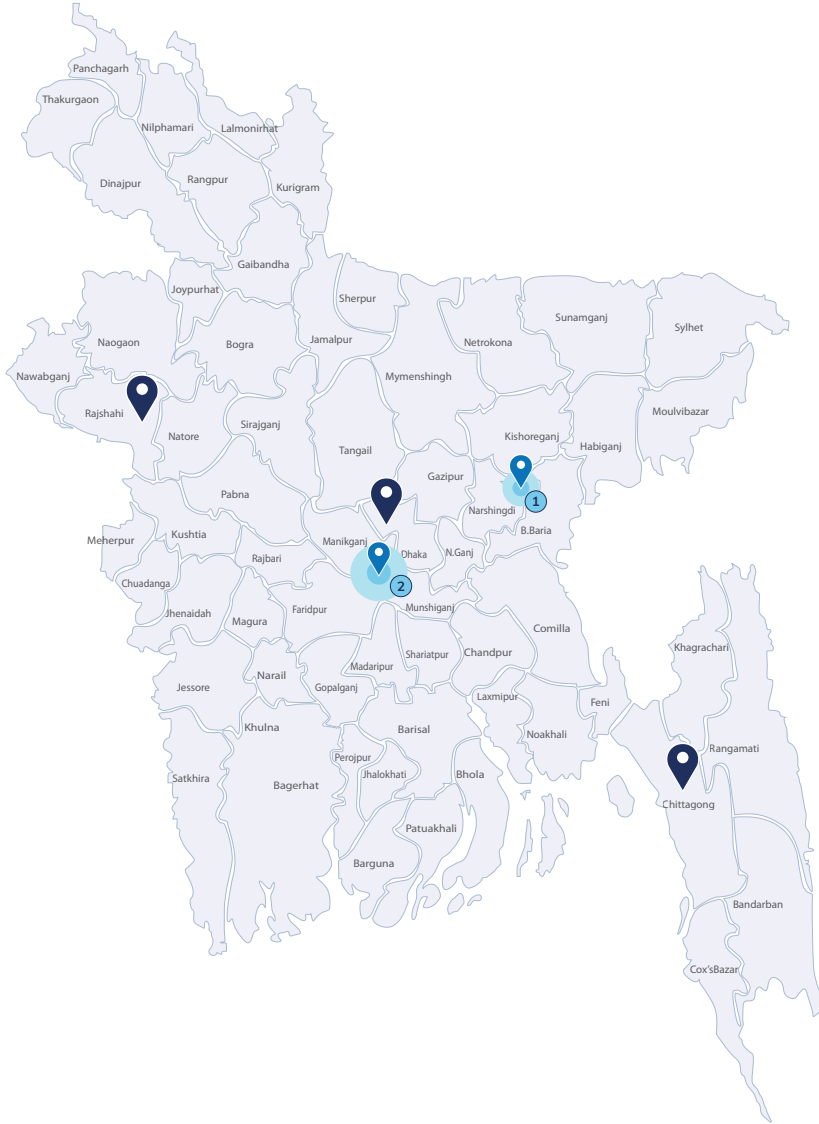 Panchagarh
Thakurgaon
Nilphamari
Lalmonirhat
Dinajpur
Rangpur
Kurigram
Gaibandha
Joypurhat
Sherpur
Sunamganj
Sylhet
Naogaon
Bogra
Jamalpur
Netrokona
Nawabganj
Mymenshingh
Rajshahi
Moulvibazar
Natore
Sirajganj
Kishoreganj
Tangail
Habiganj
Gazipur
Pabna
1
Narshingdi
Kushtia
B.Baria
Meherpur
Manikganj
Dhaka
N.Ganj
Rajbari
Chuadanga
2
Jhenaidah
Faridpur
Munshiganj
Magura
Comilla
Khagrachari
Shariatpur
Chandpur
Madaripur
Narail
Jessore
Gopalganj
Laxmipur
Feni
Khulna
Barisal
Noakhali
Rangamati
Perojpur
Satkhira
Jhalokhati
Bhola
Bagerhat
Chittagong
Patuakhali
Barguna
Bandarban
Cox'sBazar